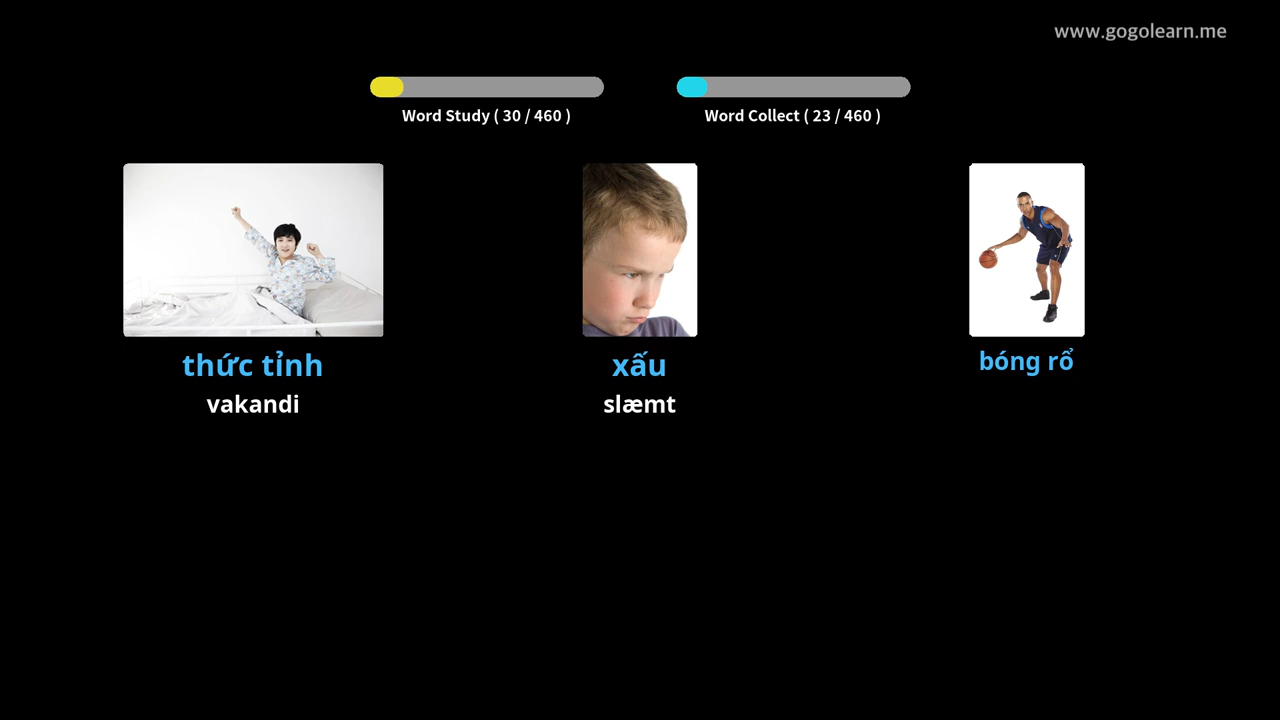 www.gogolearn.me
Word Study ( 30 / 460 )
Word Collect ( 23 / 460 )
thức tỉnh
vakandi
xấu
slæmt
bóng rổ